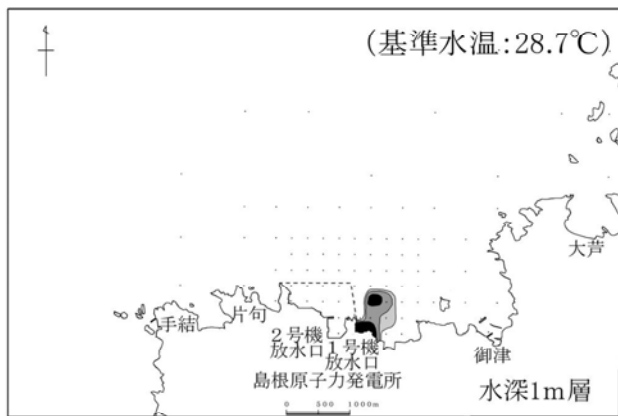 (基準水温:28.7℃)
大芦
手結
片句
2号機
放水口
1号機
放水口
御津
島根原子力発電所
水深1m層
0 500 1000m